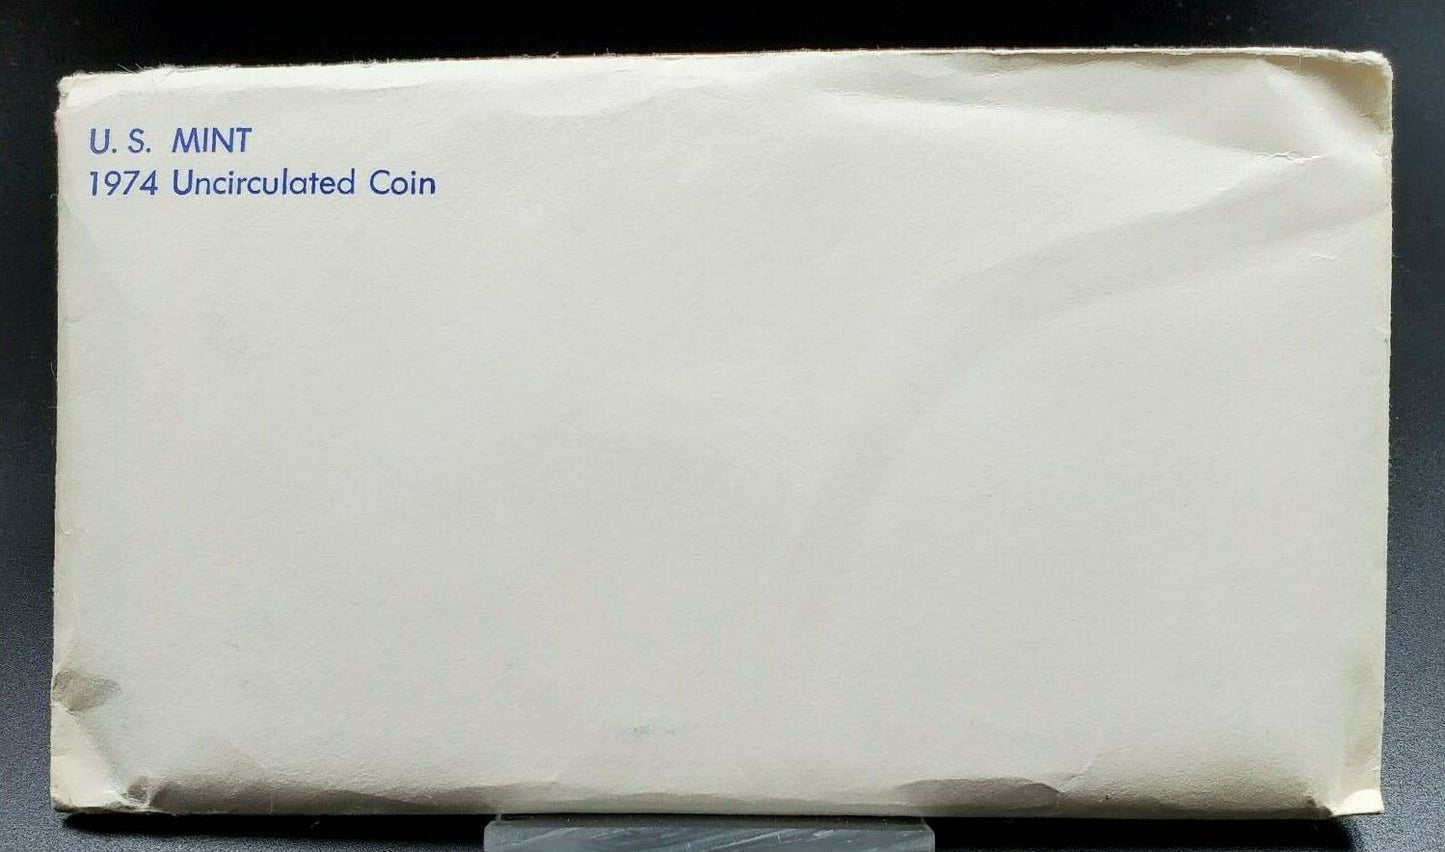 U. S. MINT
1974 Uncirculated Coin